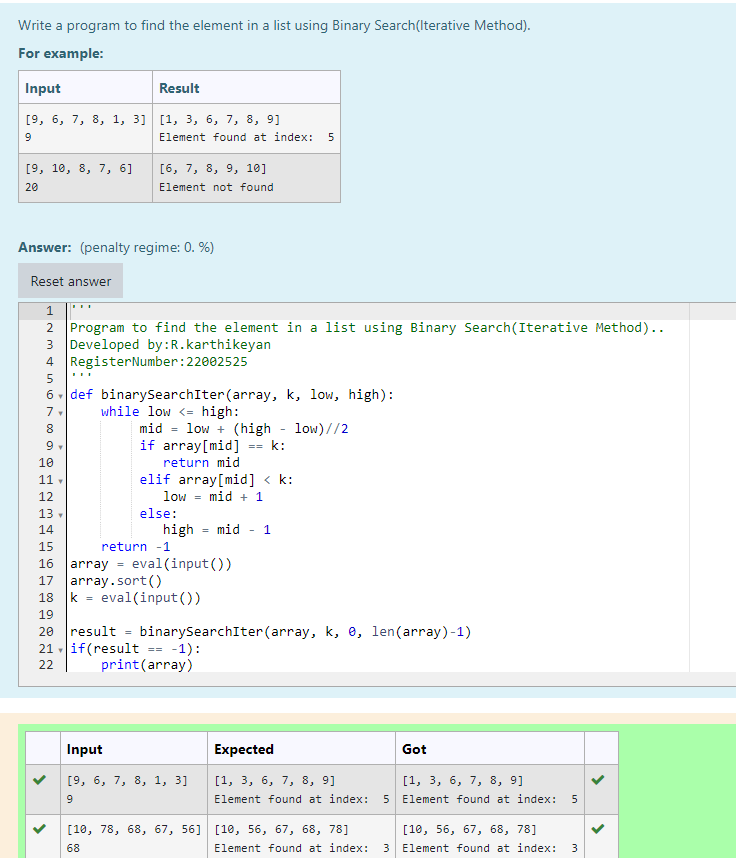 Write a program to find the element in a list using Binary Search(Iterative Method).
For example:
Input Result
[9, 6, 7, 8, 1, 3] [1, 3, 6, 7, 8, 9]
9 Element found at index:  5
[9, 10, 8, 7, 6] [6, 7, 8, 9, 10]
20 Element not found
Answer: (penalty regime: 0. %)
Reset answer
1 '''
2 Program to find the element in a list using Binary Search(Iterative Method)..
3 Developed by:R.karthikeyan
4 RegisterNumber:22002525
5 '''
6 def binarySearchIter(array, k, low, high):
7     while low <= high:
8          mid = low + (high - low)//2
9          if array[mid] == k:
10             return mid
11         elif array[mid] < k:
12             low = mid + 1
13         else:
14             high = mid - 1
15     return -1
16 array = eval(input())
17 array.sort()
18 k = eval(input())
19
20 result = binarySearchIter(array, k, 0, len(array)-1)
21 if(result == -1):
22     print(array)
Input Expected Got
[9, 6, 7, 8, 1, 3] [1, 3, 6, 7, 8, 9] [1, 3, 6, 7, 8, 9]
9 Element found at index:  5 Element found at index:  5
[10, 78, 68, 67, 56] [10, 56, 67, 68, 78] [10, 56, 67, 68, 78]
68 Element found at index:  3 Element found at index:  3